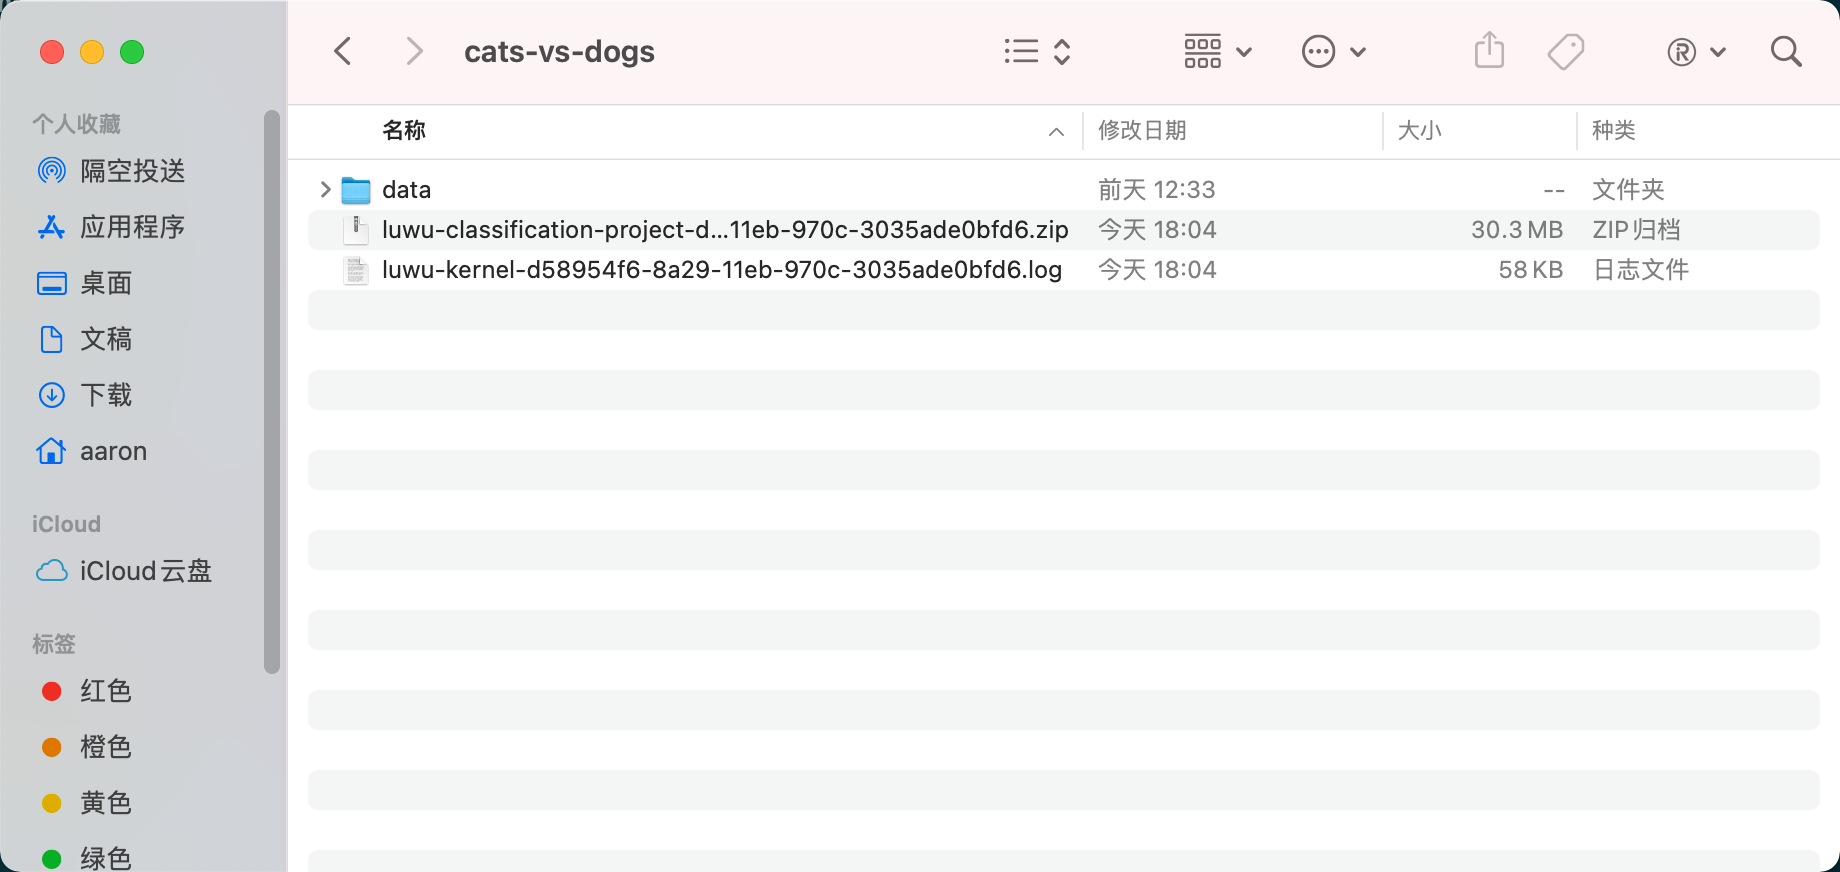 cats-vs-dogs
个人收藏
隔空投送
应用程序
桌面
文稿
下载
aaron
iCloud
iCloud云盘
标签
红色
橙色
黄色
绿色
名称 修改日期 大小 种类
data 前天 12:33 -- 文件夹
luwu-classification-project-d...11eb-970c-3035ade0bfd6.zip 今天 18:04 30.3 MB ZIP归档
luwu-kernel-d58954f6-8a29-11eb-970c-3035ade0bfd6.log 今天 18:04 58 KB 日志文件